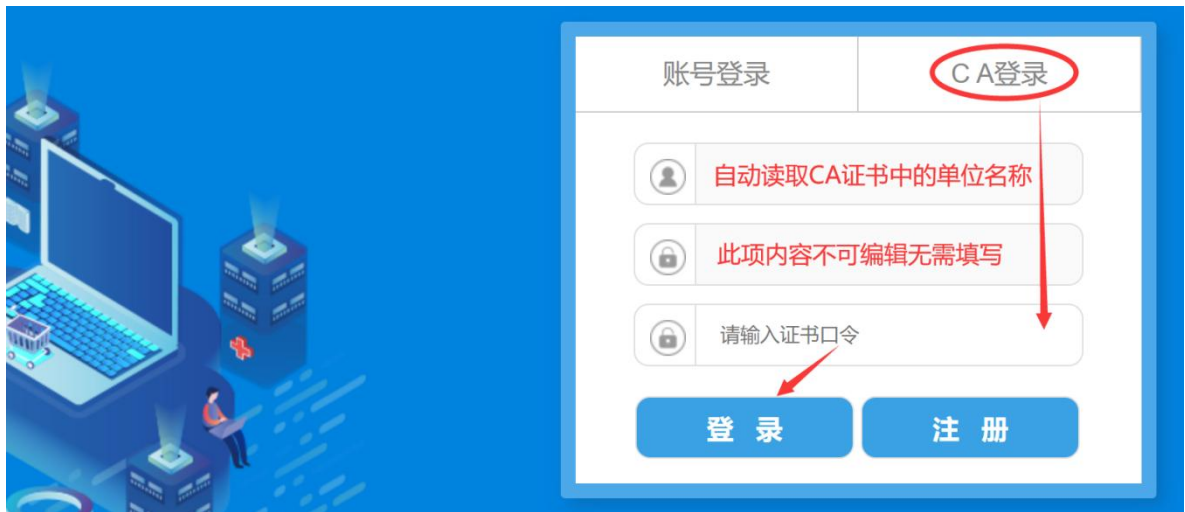 账号登录
C A登录
自动读取CA证书中的单位名称
此项内容不可编辑无需填写
请输入证书口令
登 录
注 册